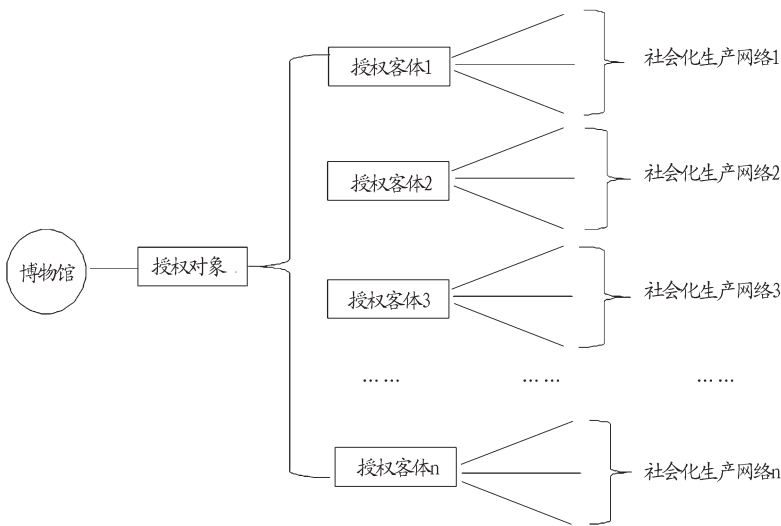 授权客体1
社会化生产网络1
授权客体2
社会化生产网络2
博物馆
授权对象
授权客体3
社会化生产网络3
…… …… ……
授权客体n
社会化生产网络n